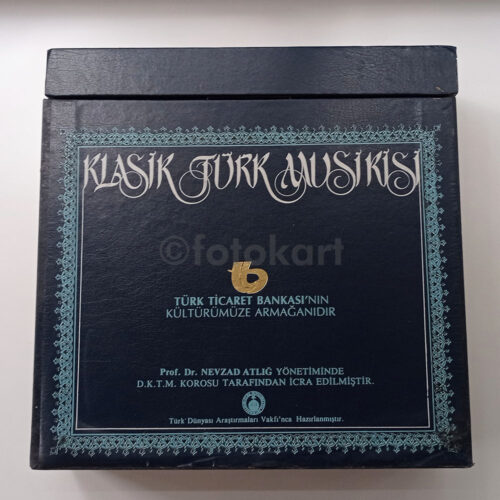 KLASİK TÜRK MUSİKİSİ
©fotokart
TÜRK TİCARET BANKASI'NIN
KÜLTÜRÜMÜZE ARMAĞANIDIR
Prof. Dr. NEVZAD ATLIĞ YÖNETİMİNDE
D.K.T.M. KOROSU TARAFINDAN İCRA EDİLMİŞTİR.
Türk Dünyası Araştırmaları Vakfı'nca Hazırlanmıştır.